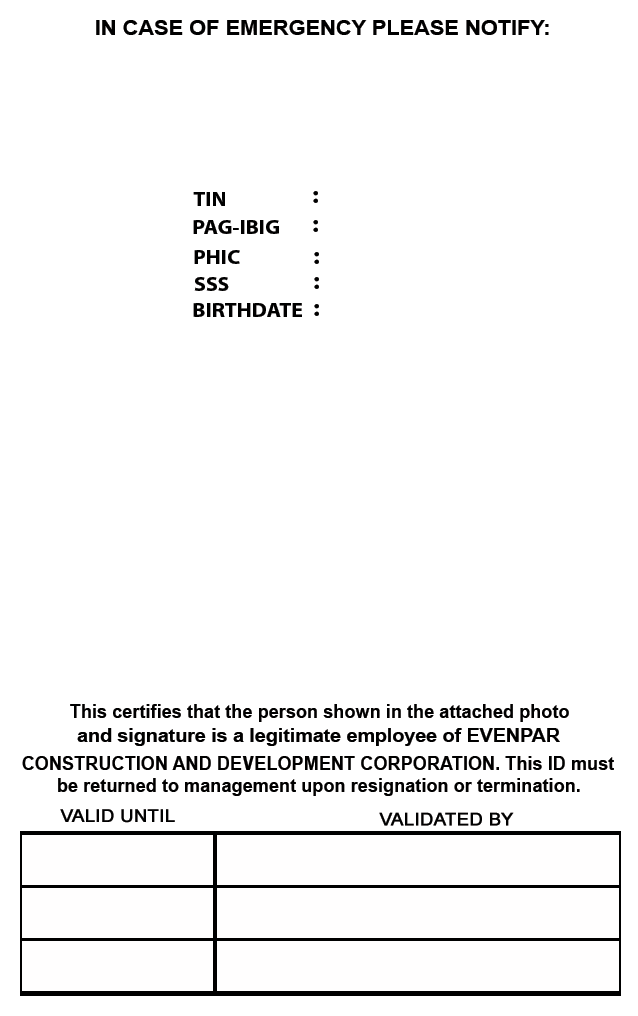 IN CASE OF EMERGENCY PLEASE NOTIFY:
TIN :
PAG-IBIG :
PHIC :
SSS :
BIRTHDATE :
This certifies that the person shown in the attached photo
and signature is a legitimate employee of EVENPAR
CONSTRUCTION AND DEVELOPMENT CORPORATION. This ID must
be returned to management upon resignation or termination.
VALID UNTIL VALIDATED BY